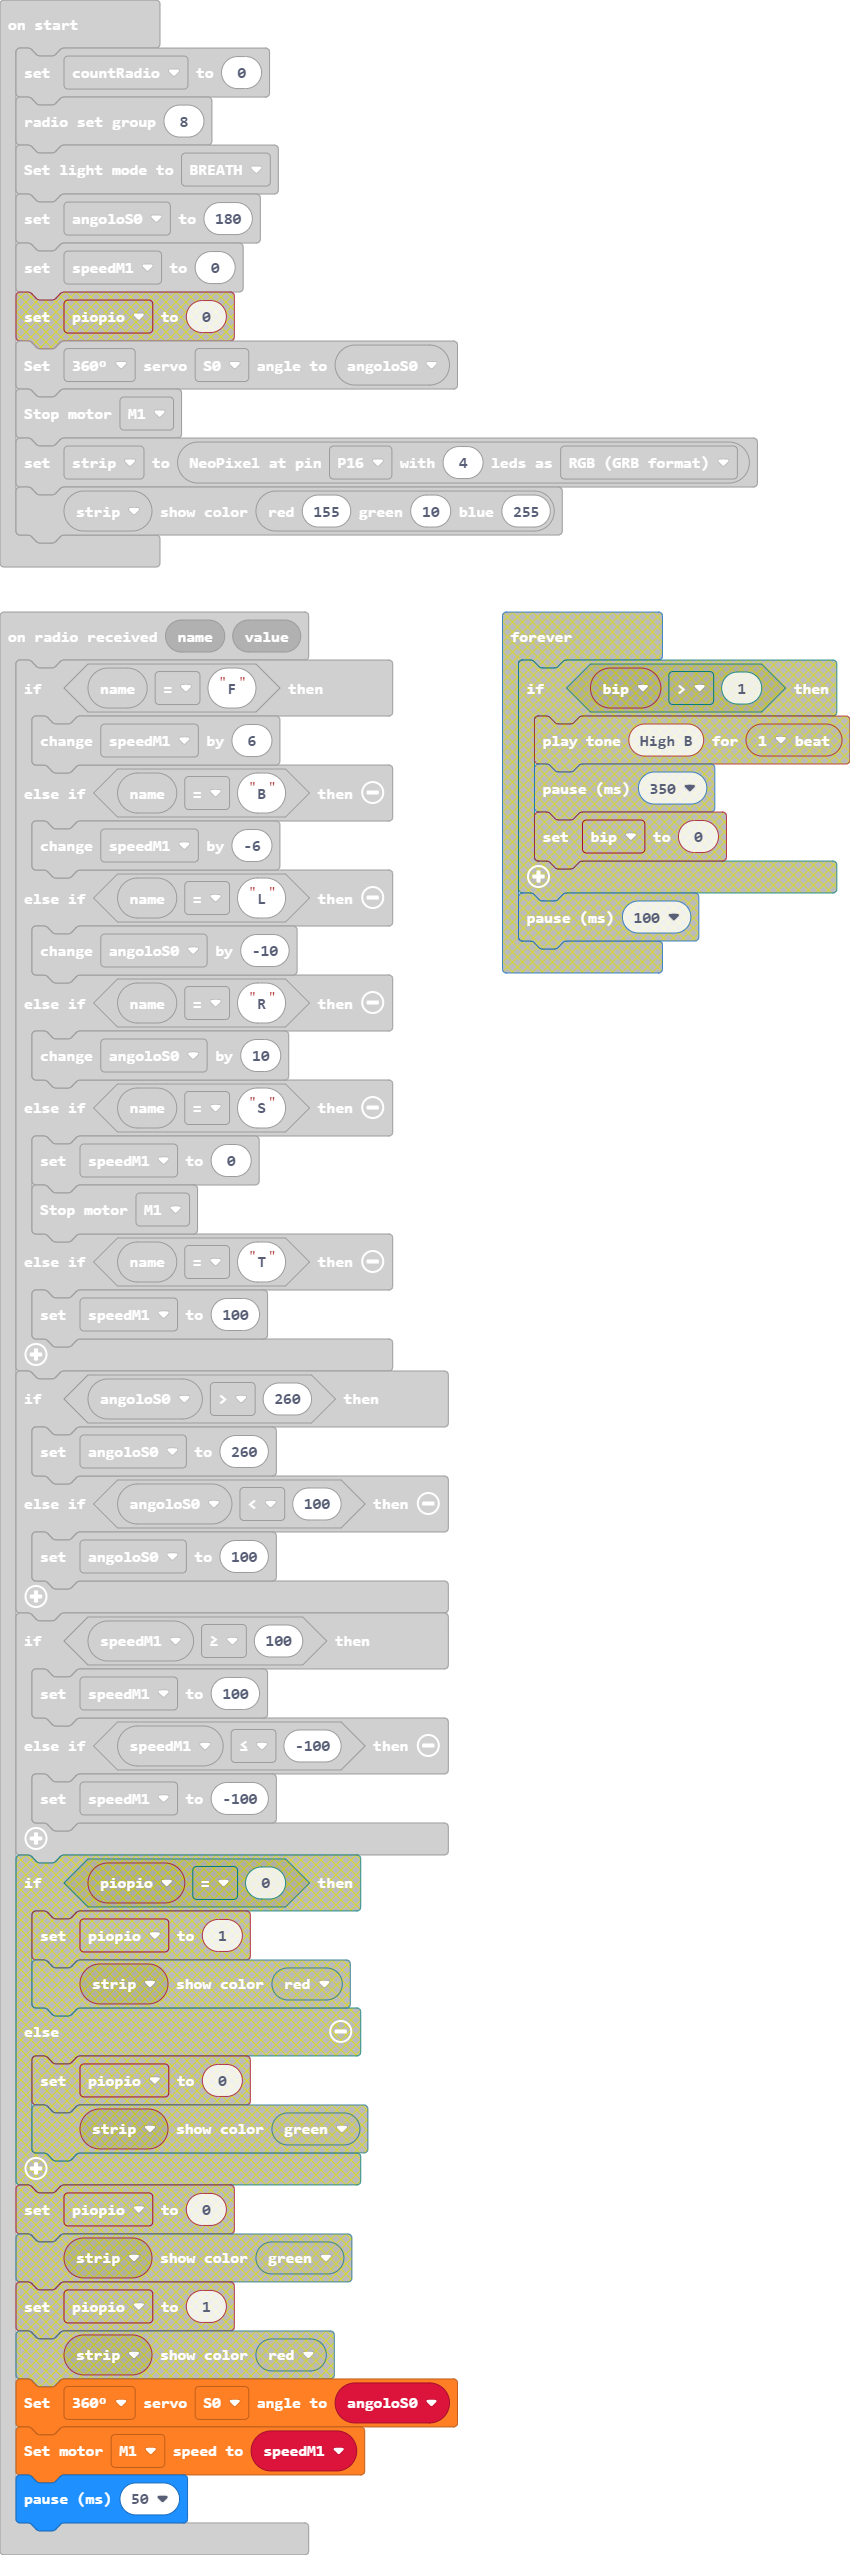 on start
set countRadio to 0
radio set group 8
Set light mode to BREATH
set angoloS0 to 180
set speedM1 to 0
set piopio to 0
Set 360º servo S0 angle to angoloS0
Stop motor M1
set strip to NeoPixel at pin P16 with 4 leds as RGB (GRB format)
strip show color red 155 green 10 blue 255
on radio received name value
if name = "F" then
change speedM1 by 6
else if name = "B" then
change speedM1 by -6
else if name = "L" then
change angoloS0 by -10
else if name = "R" then
change angoloS0 by 10
else if name = "S" then
set speedM1 to 0
Stop motor M1
else if name = "T" then
set speedM1 to 100
if angoloS0 > 260 then
set angoloS0 to 260
else if angoloS0 < 100 then
set angoloS0 to 100
if speedM1 ≥ 100 then
set speedM1 to 100
else if speedM1 ≤ -100 then
set speedM1 to -100
if piopio = 0 then
set piopio to 1
strip show color red
else
set piopio to 0
strip show color green
set piopio to 0
strip show color green
set piopio to 1
strip show color red
Set 360º servo S0 angle to angoloS0
Set motor M1 speed to speedM1
pause (ms) 50
forever
if bip > 1 then
play tone High B for 1 beat
pause (ms) 350
set bip to 0
pause (ms) 100